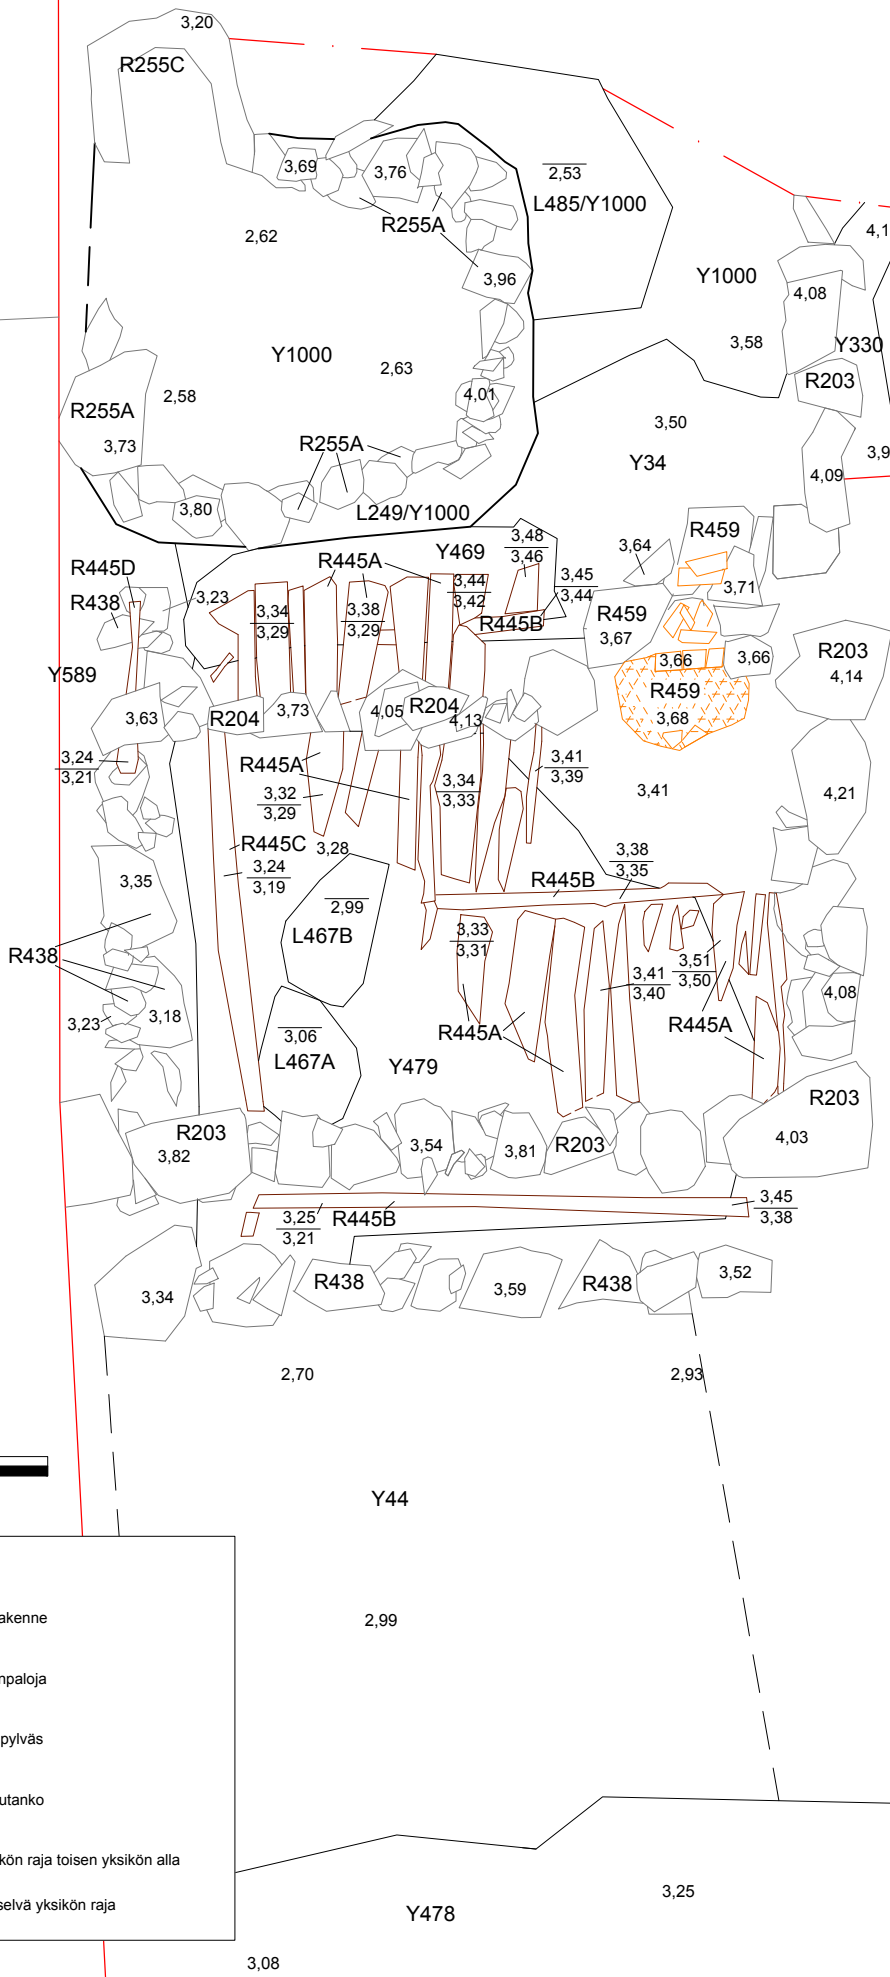 3,20
R255C
3,69
3,76
2,53
L485/Y1000
R255A
4,1
2,62
3,96
Y1000
4,08
3,58
Y330
Y1000
2,63
R203
2,58
4,01
R255A
3,50
3,73
R255A
Y34
3,9
4,09
3,80
L249/Y1000
R459
3,48
3,46
Y469
3,64
R445A
R445D
3,45
3,44
3,44
3,42
3,71
R438
3,23
3,34
3,29
3,38
3,29
R459
R445B
3,67
3,66
3,66
R203
4,14
Y589
R459
3,63
R204
3,73
4,05
R204
4,13
3,68
3,24
3,21
R445A
3,41
3,39
3,34
3,33
3,41
4,21
3,32
3,29
R445C
3,28
3,24
3,19
3,38
3,35
R445B
3,35
2,99
L467B
3,33
3,31
R438
3,41
3,40
3,51
3,50
4,08
3,23
3,18
3,06
L467A
R445A
R445A
Y479
R203
R203
3,82
3,54
3,81
R203
4,03
3,25
3,21
R445B
3,45
3,38
3,34
R438
3,59
R438
3,52
2,70
2,93
Y44
akenne
2,99
npaloja
pylväs
utanko
kön raja toisen yksikön alla
selvä yksikön raja
3,25
Y478
3,08